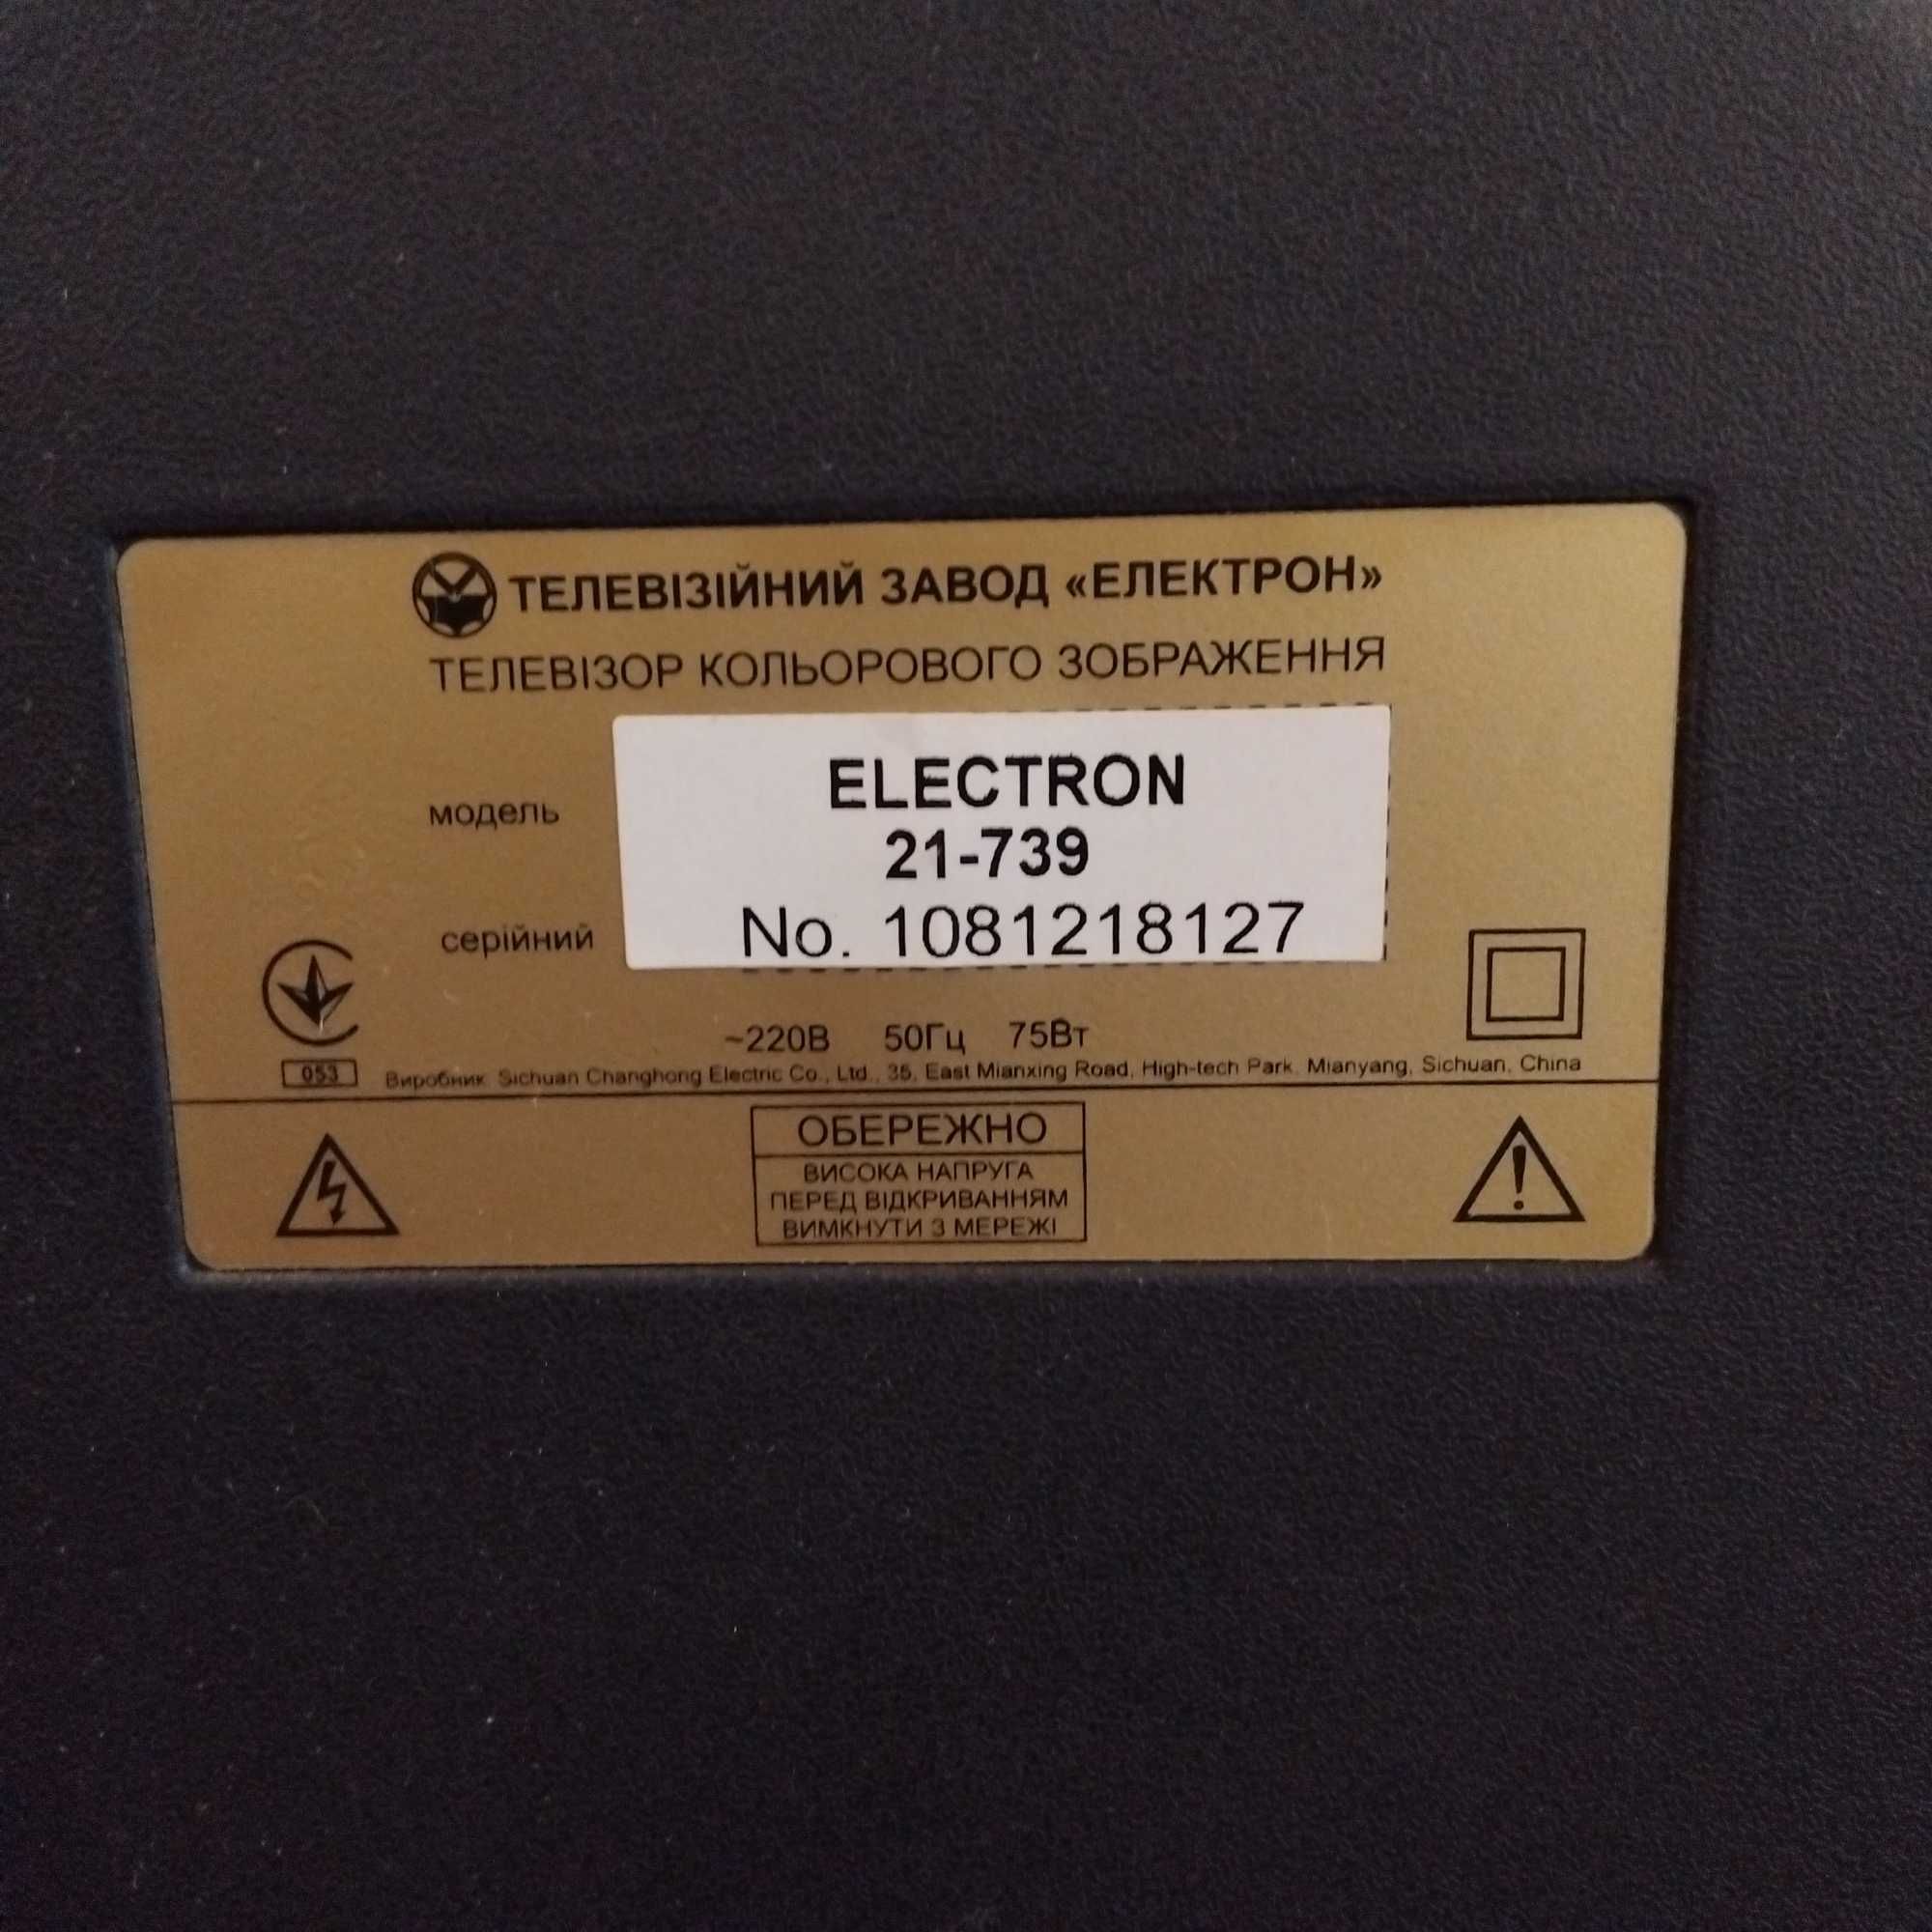 ТЕЛЕВІЗІЙНИЙ ЗАВОД «ЕЛЕКТРОН»
ТЕЛЕВІЗОР КОЛЬОРОВОГО ЗОБРАЖЕННЯ
модель
ELECTRON
21-739
серійний
No. 1081218127
~220В 50Гц 75Вт
053
Виробник: Sichuan Changhong Electric Co., Ltd., 35, East Mianxing Road, High-tech Park, Mianyang, Sichuan, China
ОБЕРЕЖНО
ВИСОКА НАПРУГА
ПЕРЕД ВІДКРИВАННЯМ
ВИМКНУТИ З МЕРЕЖІ